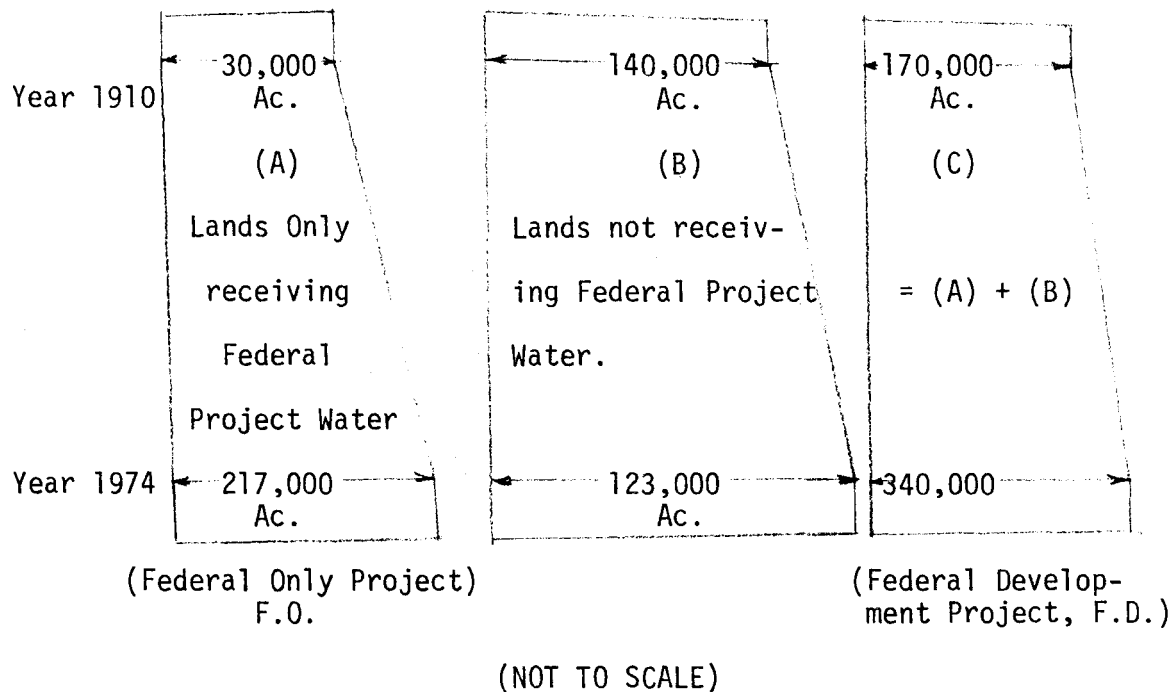 30,000 140,000 170,000
Year 1910 Ac. Ac. Ac.
(A) (B) (C)
Lands Only Lands not receiv-
receiving ing Federal Project = (A) + (B)
Federal Water.
Project Water
Year 1974 217,000 123,000 340,000
Ac. Ac.
(Federal Only Project) (Federal Develop-
F.O. ment Project, F.D.)
(NOT TO SCALE)